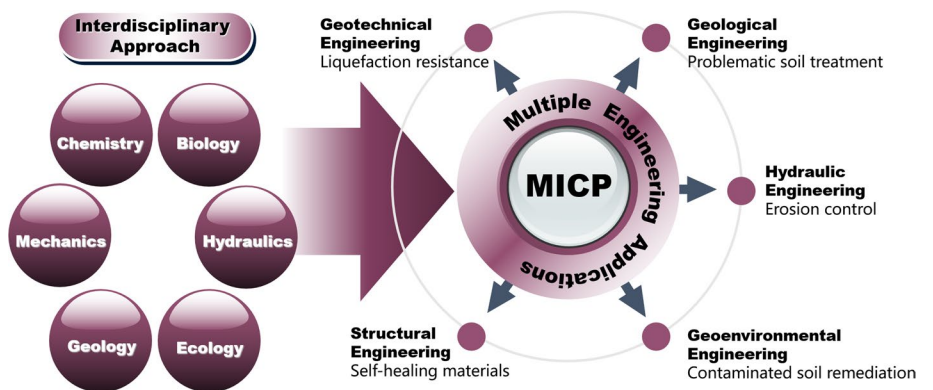 Interdisciplinary
Approach
Chemistry
Biology
Mechanics
Hydraulics
Geology
Ecology
Geotechnical
Engineering
Liquefaction resistance
Geological
Engineering
Problematic soil treatment
Multiple Engineering Applications
MICP
Hydraulic
Engineering
Erosion control
Structural
Engineering
Self-healing materials
Geoenvironmental
Engineering
Contaminated soil remediation